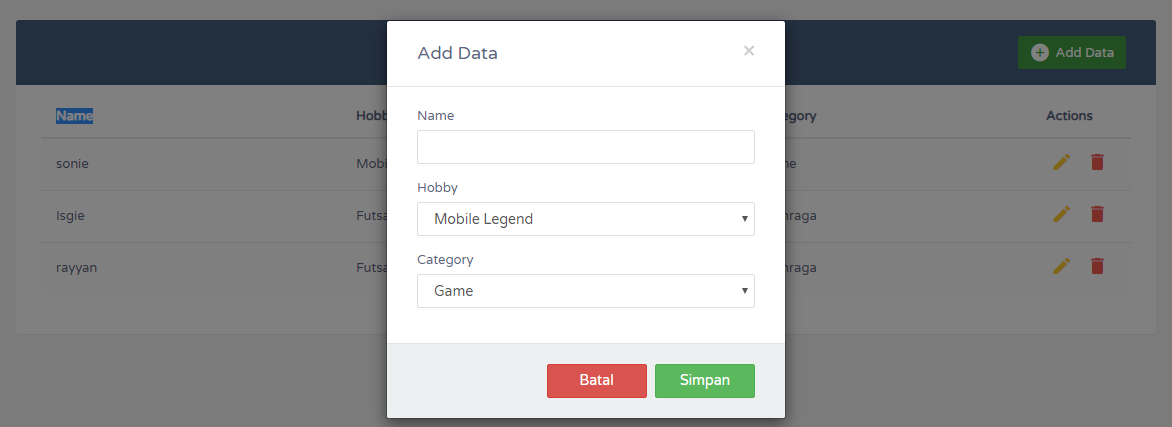 Add Data ×
Add Data
Name Hobb egory Actions
Name
sonie Mobi ne
Hobby
Mobile Legend
Isgie Futsa hraga
Category
Game
rayyan Futsa hraga
Batal Simpan